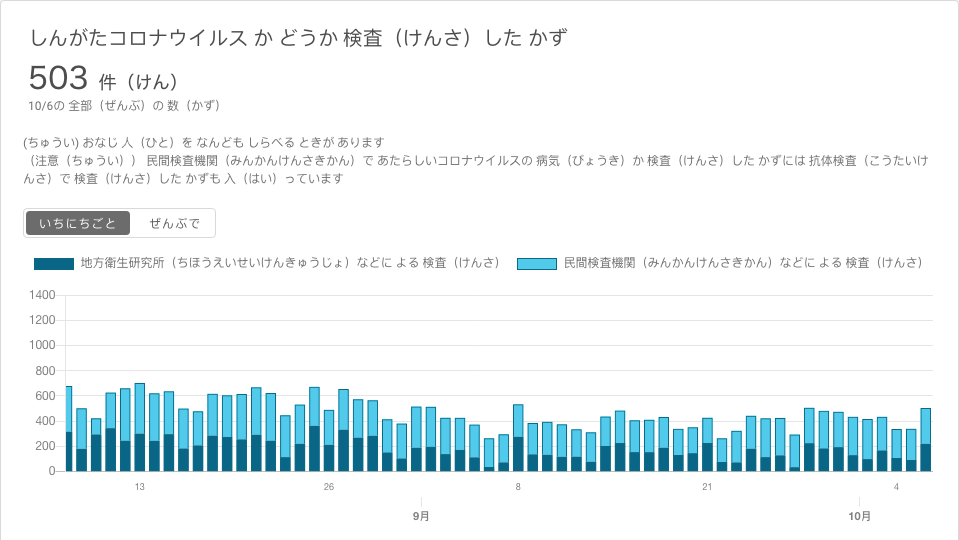 しんがたコロナウイルス か どうか 検査（けんさ）した かず
503 件（けん）
10/6の 全部（ぜんぶ）の 数（かず）
(ちゅうい) おなじ 人（ひと）を なんども しらべる ときが あります
（注意（ちゅうい）） 民間検査機関（みんかんけんさきかん）で あたらしいコロナウイルスの 病気（びょうき）か 検査（けんさ）した かずには 抗体検査（こうたいけ
んさ）で 検査（けんさ）した かずも 入（はい）っています
いちにちごと ぜんぶで
地方衛生研究所（ちほうえいせいけんきゅうじょ）などに よる 検査（けんさ） 民間検査機関（みんかんけんさきかん）などに よる 検査（けんさ）
1400
1200
1000
800
600
400
200
0
13 26 8 21 4
9月 10月